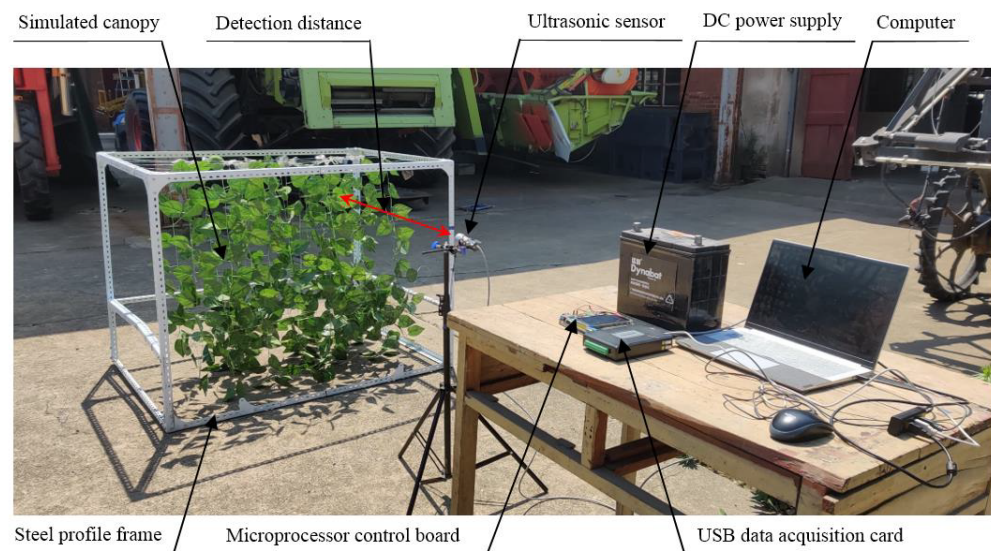 Simulated canopy
Detection distance
Ultrasonic sensor
DC power supply
Computer
Dynabat
Steel profile frame
Microprocessor control board
USB data acquisition card